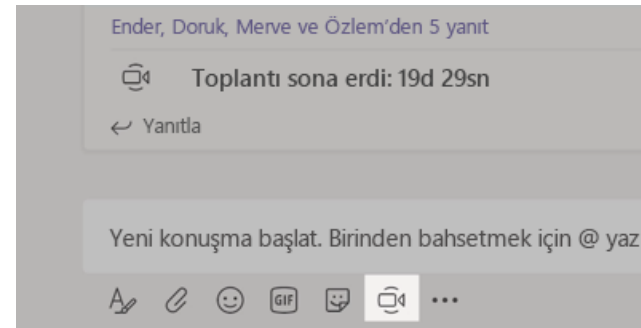 Ender, Doruk, Merve ve Özlem'den 5 yanıt
Toplantı sona erdi: 19d 29sn
Yanıtla
Yeni konuşma başlat. Birinden bahsetmek için @ yaz
GIF